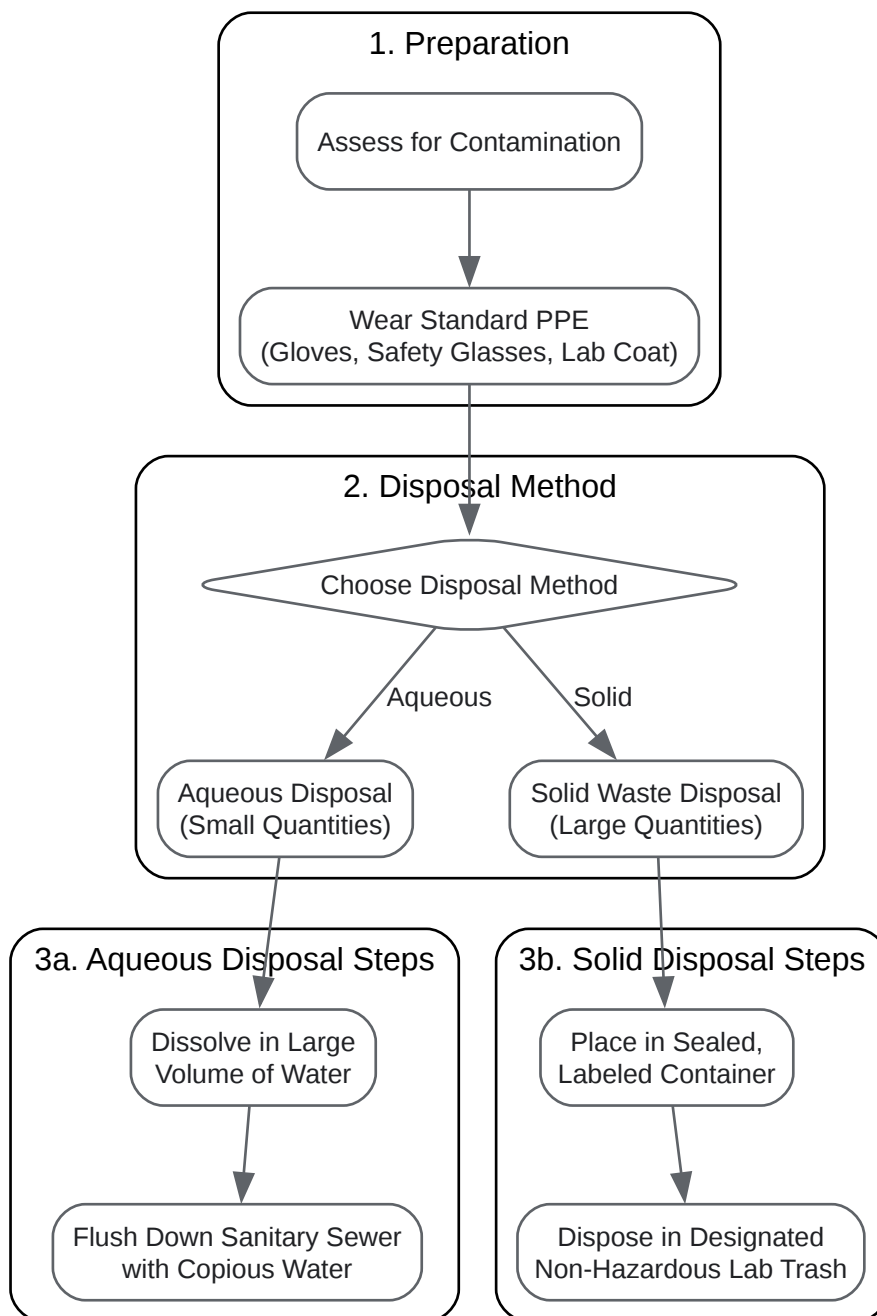 1. Preparation
Assess for Contamination
Wear Standard PPE
(Gloves, Safety Glasses, Lab Coat)
2. Disposal Method
Choose Disposal Method
Aqueous
Solid
Aqueous Disposal
(Small Quantities)
Solid Waste Disposal
(Large Quantities)
3a. Aqueous Disposal Steps
Dissolve in Large
Volume of Water
Flush Down Sanitary Sewer
with Copious Water
3b. Solid Disposal Steps
Place in Sealed,
Labeled Container
Dispose in Designated
Non-Hazardous Lab Trash